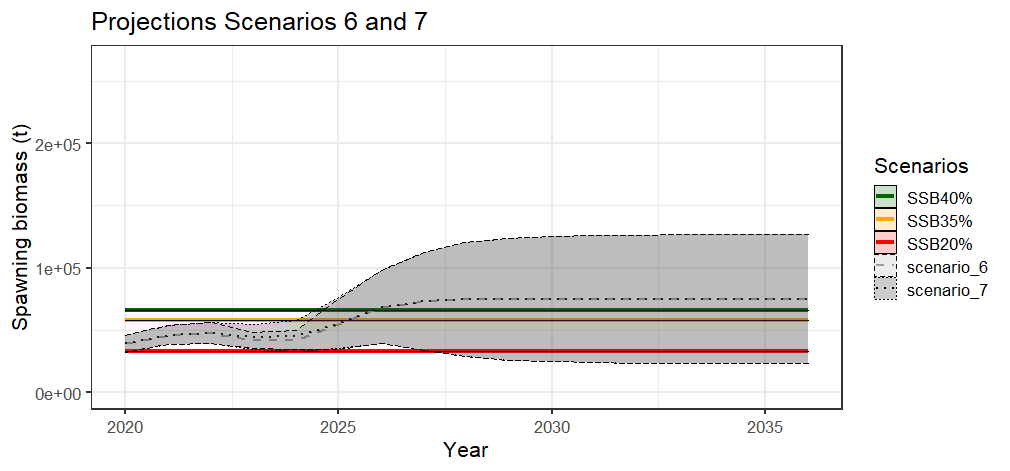 Projections Scenarios 6 and 7
Spawning biomass (t)
2e+05
1e+05
0e+00
2020
2025
2030
2035
Year
Scenarios
SSB40%
SSB35%
SSB20%
scenario_6
scenario_7